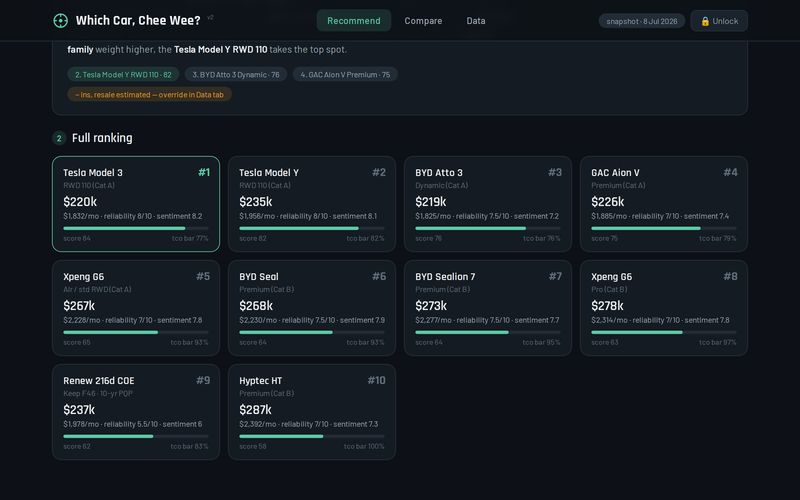 Which Car, Chee Wee? v2
Recommend
Compare
Data
snapshot · 8 Jul 2026
🔒 Unlock
family weight higher, the Tesla Model Y RWD 110 takes the top spot.
2. Tesla Model Y RWD 110 · 82
3. BYD Atto 3 Dynamic · 76
4. GAC Aion V Premium · 75
~ ins, resale estimated — override in Data tab
2 Full ranking
Tesla Model 3 #1
RWD 110 (Cat A)
$220k
$1,832/mo · reliability 8/10 · sentiment 8.2
score 84 tco bar 77%
Tesla Model Y #2
RWD 110 (Cat A)
$235k
$1,956/mo · reliability 8/10 · sentiment 8.1
score 82 tco bar 82%
BYD Atto 3 #3
Dynamic (Cat A)
$219k
$1,825/mo · reliability 7.5/10 · sentiment 7.2
score 76 tco bar 76%
GAC Aion V #4
Premium (Cat A)
$226k
$1,885/mo · reliability 7/10 · sentiment 7.4
score 75 tco bar 79%
Xpeng G6 #5
Air / std RWD (Cat A)
$267k
$2,228/mo · reliability 7/10 · sentiment 7.8
score 65 tco bar 93%
BYD Seal #6
Premium (Cat B)
$268k
$2,230/mo · reliability 7.5/10 · sentiment 7.9
score 64 tco bar 93%
BYD Sealion 7 #7
Premium (Cat B)
$273k
$2,277/mo · reliability 7.5/10 · sentiment 7.7
score 64 tco bar 95%
Xpeng G6 #8
Pro (Cat B)
$278k
$2,314/mo · reliability 7/10 · sentiment 7.8
score 63 tco bar 97%
Renew 216d COE #9
Keep F46 · 10-yr PQP
$237k
$1,978/mo · reliability 5.5/10 · sentiment 6
score 62 tco bar 83%
Hyptec HT #10
Premium (Cat B)
$287k
$2,392/mo · reliability 7/10 · sentiment 7.3
score 58 tco bar 100%